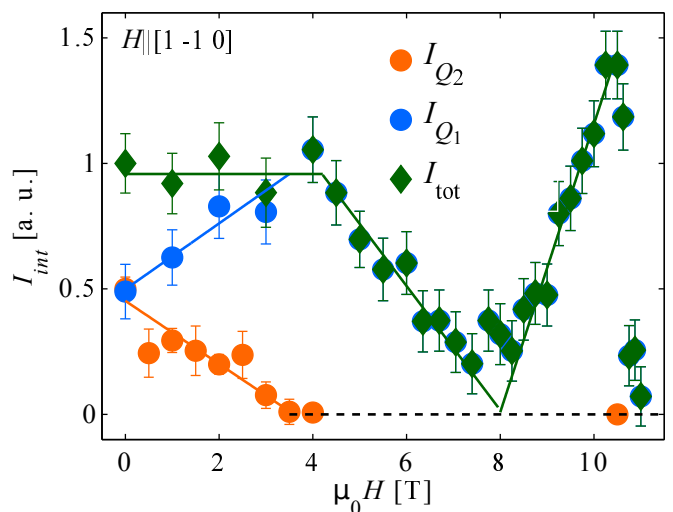 H||[1 -1 0]
I_Q2
I_Q1
I_tot
I_int [a. u.]
1.5
1
0.5
0
0 2 4 6 8 10
μ_0 H [T]